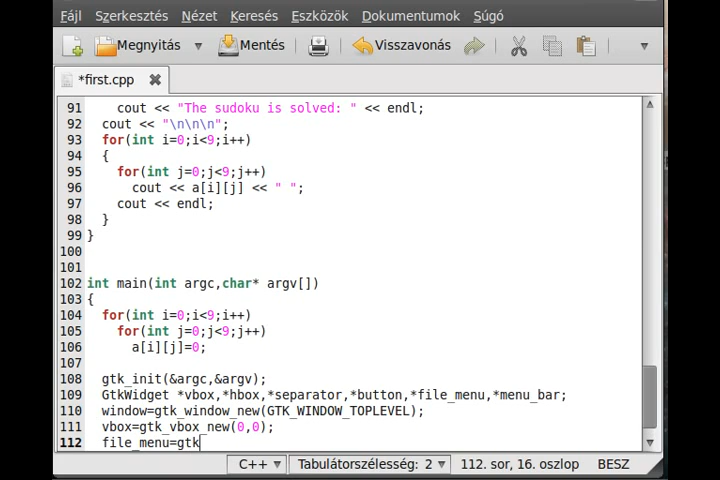 Fájl Szerkesztés Nézet Keresés Eszközök Dokumentumok Súgó
Megnyitás Mentés Visszavonás
*first.cpp
91 cout << "The sudoku is solved: " << endl;
92 cout << "\n\n\n";
93 for(int i=0;i<9;i++)
94 {
95 for(int j=0;j<9;j++)
96 cout << a[i][j] << " ";
97 cout << endl;
98 }
99 }
100
101
102 int main(int argc,char* argv[])
103 {
104 for(int i=0;i<9;i++)
105 for(int j=0;j<9;j++)
106 a[i][j]=0;
107
108 gtk_init(&argc,&argv);
109 GtkWidget *vbox,*hbox,*separator,*button,*file_menu,*menu_bar;
110 window=gtk_window_new(GTK_WINDOW_TOPLEVEL);
111 vbox=gtk_vbox_new(0,0);
112 file_menu=gtk
C++ Tabulátorszélesség: 2 112. sor, 16. oszlop BESZ